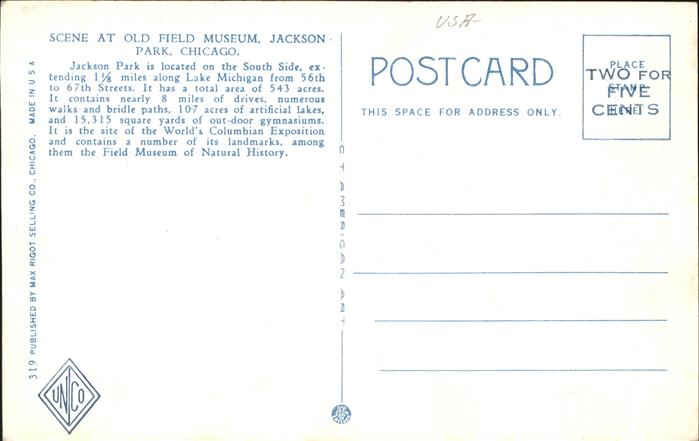 USA
SCENE AT OLD FIELD MUSEUM, JACKSON
PARK, CHICAGO.
Jackson Park is located on the South Side, ex-
tending 1⅛ miles along Lake Michigan from 56th
to 67th Streets. It has a total area of 543 acres.
It contains nearly 8 miles of drives, numerous
walks and bridle paths, 107 acres of artificial lakes,
and 15,315 square yards of out-door gymnasiums.
It is the site of the World's Columbian Exposition
and contains a number of its landmarks, among
them the Field Museum of Natural History.
319 PUBLISHED BY MAX RIGOT SELLING CO., CHICAGO, MADE IN U S A
UNCO
POSTCARD
THIS SPACE FOR ADDRESS ONLY.
PLACE
STAMP
TWO FOR
FIVE
CENTS